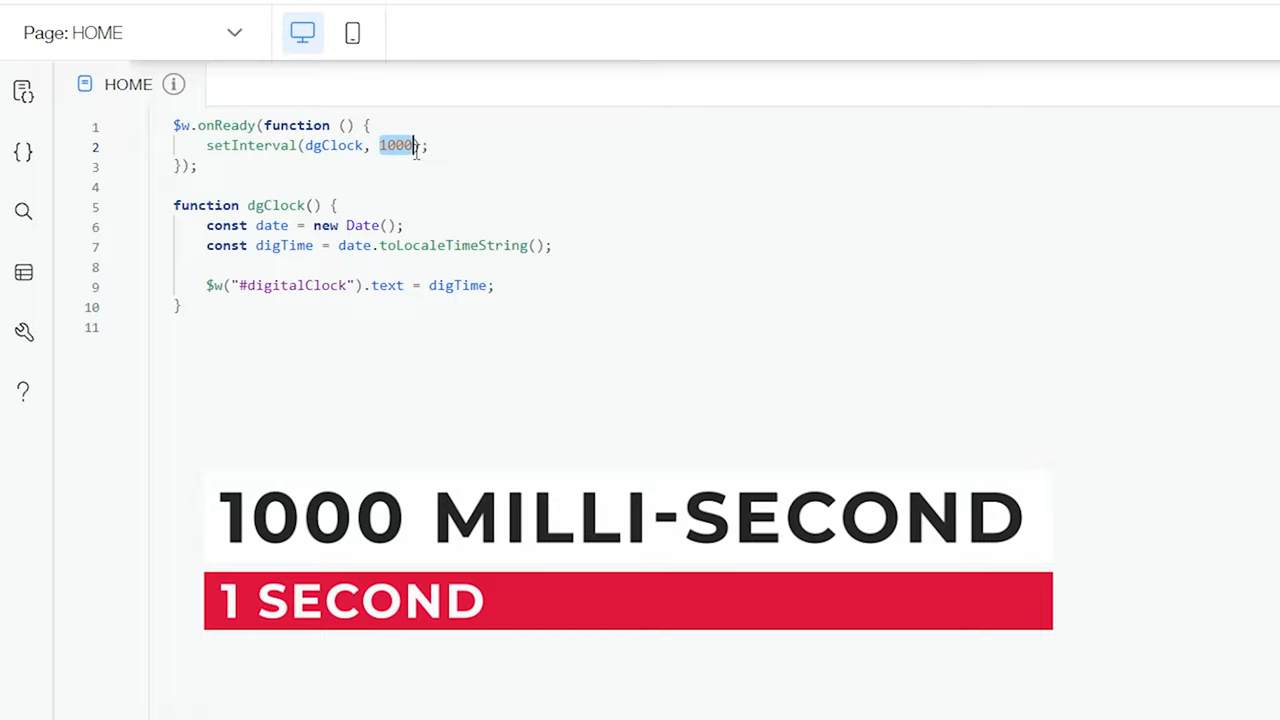 Page: HOME
HOME
1 $w.onReady(function () {
2 setInterval(dgClock, 1000);
3 });
4
5 function dgClock() {
6 const date = new Date();
7 const digTime = date.toLocaleTimeString();
8
9 $w("#digitalClock").text = digTime;
10 }
11
1000 MILLI-SECOND
1 SECOND